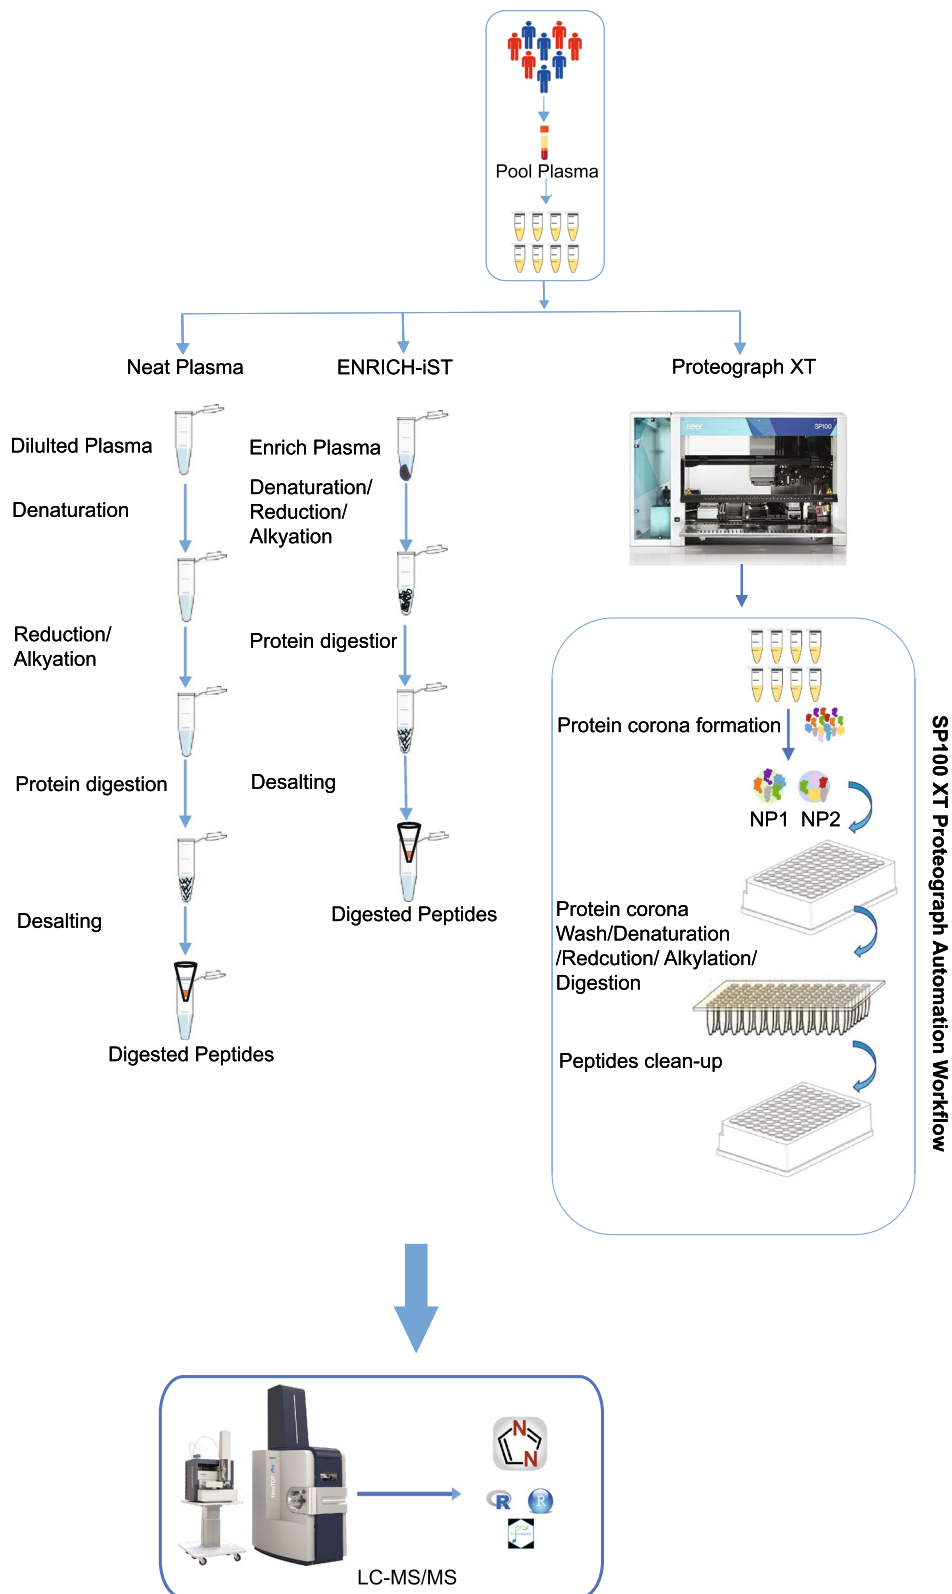 Pool Plasma
Neat Plasma
ENRICH-iST
Proteograph XT
Dilulted Plasma
Denaturation
Reduction/
Alkyation
Protein digestion
Desalting
Digested Peptides
Enrich Plasma
Denaturation/
Reduction/
Alkyation
Protein digestior
Desalting
Digested Peptides
seer
SP100
Protein corona formation
NP1 NP2
Protein corona
Wash/Denaturation
/Redcution/ Alkylation/
Digestion
Peptides clean-up
SP100 XT Proteograph Automation Workflow
N
N
R
R
LC-MS/MS